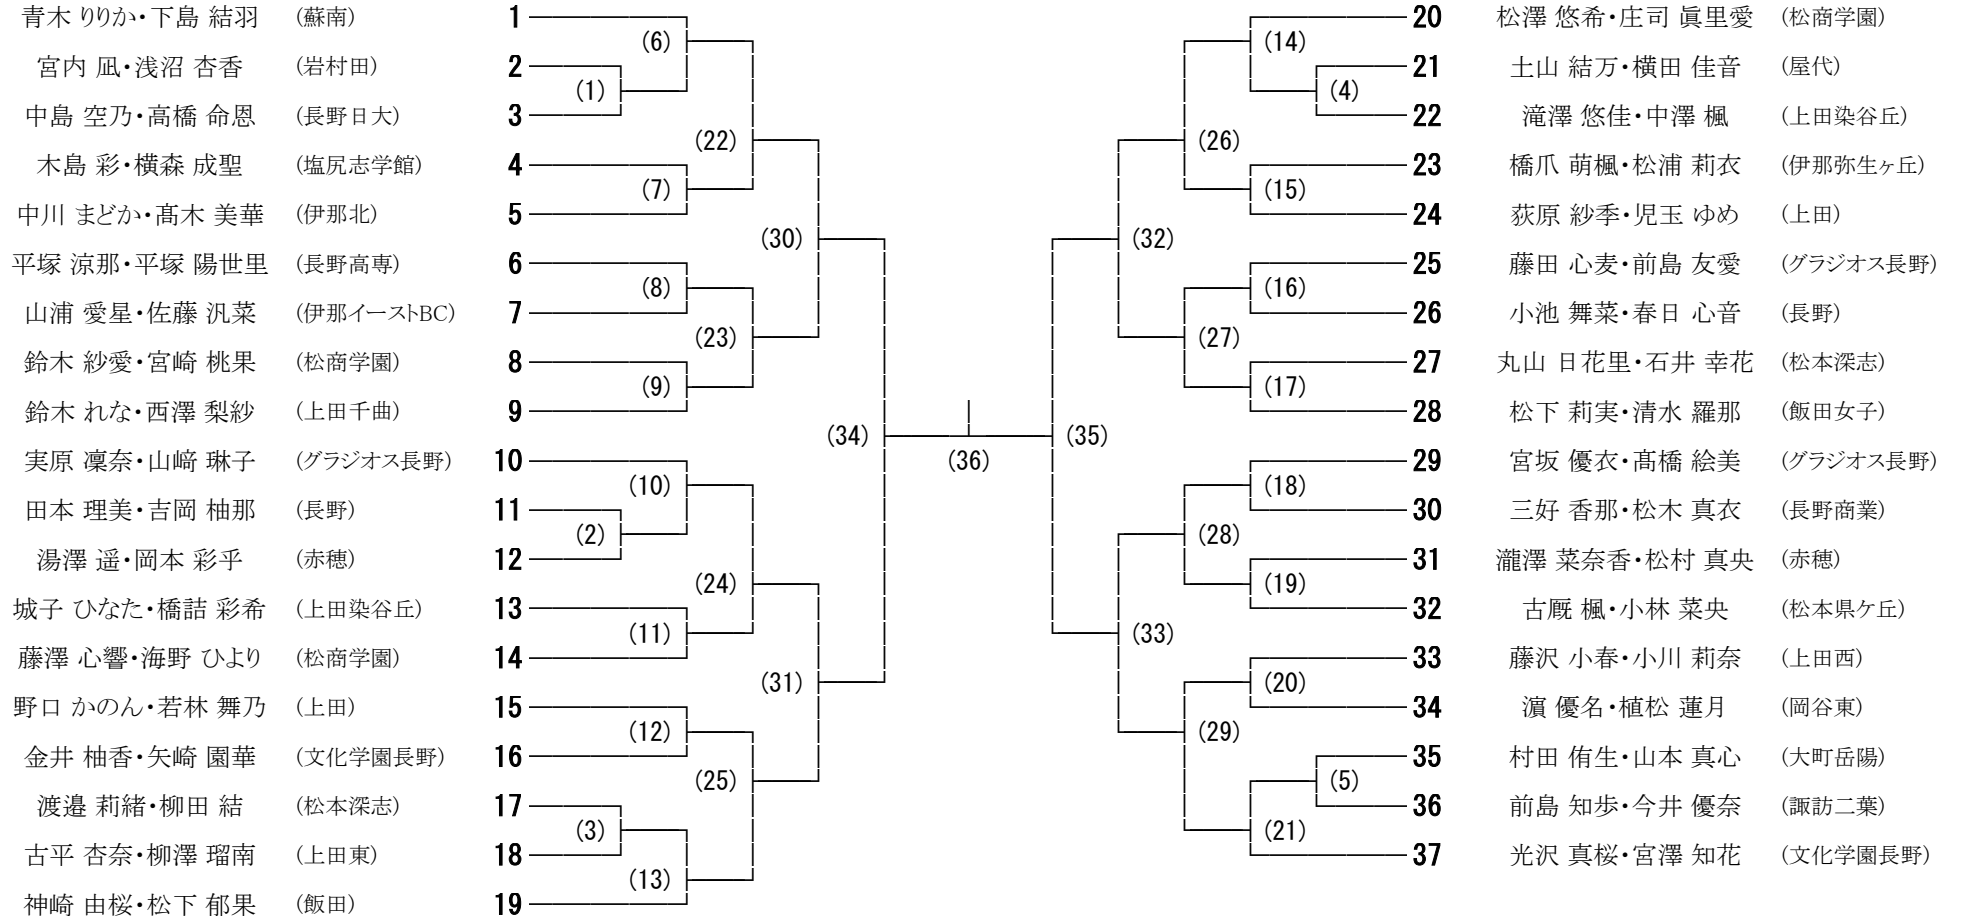 青木 りりか・下島 結羽 (蘇南) 1
(6)
宮内 凪・浅沼 杏香 (岩村田) 2
(1)
中島 空乃・高橋 命恩 (長野日大) 3
(22)
木島 彩・横森 成聖 (塩尻志学館) 4
(7)
中川 まどか・髙木 美華 (伊那北) 5
(30)
平塚 涼那・平塚 陽世里 (長野高専) 6
(8)
山浦 愛星・佐藤 汎菜 (伊那イーストBC) 7
(23)
鈴木 紗愛・宮崎 桃果 (松商学園) 8
(9)
鈴木 れな・西澤 梨紗 (上田千曲) 9
(34)
実原 凜奈・山﨑 琳子 (グラジオス長野) 10
(10)
田本 理美・吉岡 柚那 (長野) 11
(2)
湯澤 遥・岡本 彩乎 (赤穂) 12
(24)
城子 ひなた・橋詰 彩希 (上田染谷丘) 13
(11)
藤澤 心響・海野 ひより (松商学園) 14
(31)
野口 かのん・若林 舞乃 (上田) 15
(12)
金井 柚香・矢崎 園華 (文化学園長野) 16
(25)
渡邉 莉緒・柳田 結 (松本深志) 17
(3)
古平 杏奈・柳澤 瑠南 (上田東) 18
(13)
神崎 由桜・松下 郁果 (飯田) 19
(36)
20 松澤 悠希・庄司 眞里愛 (松商学園)
(14)
21 土山 結万・横田 佳音 (屋代)
(4)
22 滝澤 悠佳・中澤 楓 (上田染谷丘)
(26)
23 橋爪 萌楓・松浦 莉衣 (伊那弥生ヶ丘)
(15)
24 荻原 紗季・児玉 ゆめ (上田)
(32)
25 藤田 心麦・前島 友愛 (グラジオス長野)
(16)
26 小池 舞菜・春日 心音 (長野)
(27)
27 丸山 日花里・石井 幸花 (松本深志)
(17)
28 松下 莉実・清水 羅那 (飯田女子)
(35)
29 宮坂 優衣・髙橋 絵美 (グラジオス長野)
(18)
30 三好 香那・松木 真衣 (長野商業)
(28)
31 瀧澤 菜奈香・松村 真央 (赤穂)
(19)
32 古厩 楓・小林 菜央 (松本県ケ丘)
(33)
33 藤沢 小春・小川 莉奈 (上田西)
(20)
34 濵 優名・植松 蓮月 (岡谷東)
(29)
35 村田 侑生・山本 真心 (大町岳陽)
(5)
36 前島 知歩・今井 優奈 (諏訪二葉)
(21)
37 光沢 真桜・宮澤 知花 (文化学園長野)